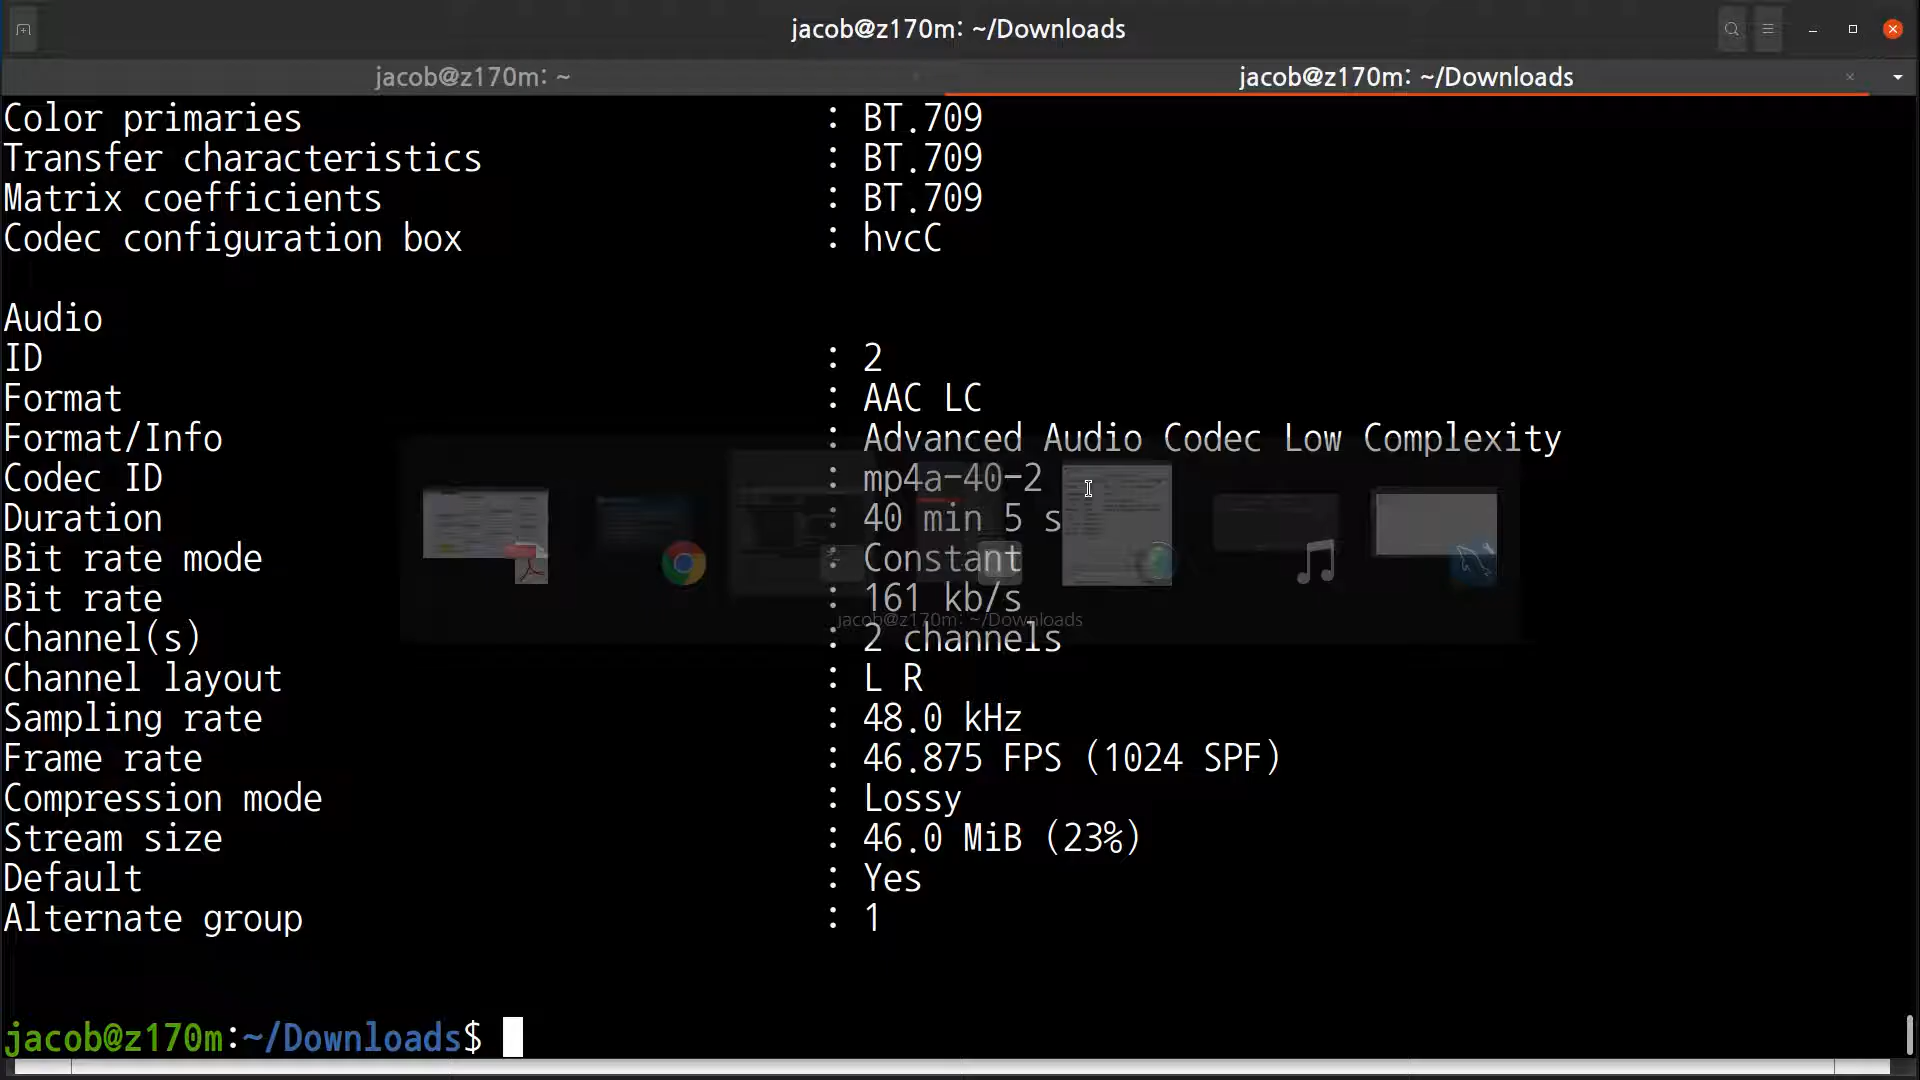 jacob@z170m: ~/Downloads
jacob@z170m: ~
jacob@z170m: ~/Downloads
Color primaries : BT.709
Transfer characteristics : BT.709
Matrix coefficients : BT.709
Codec configuration box : hvcC
Audio
ID : 2
Format : AAC LC
Format/Info : Advanced Audio Codec Low Complexity
Codec ID : mp4a-40-2
Duration : 40 min 5 s
Bit rate mode : Constant
Bit rate : 161 kb/s
jacob@z170m: ~/Downloads
Channel(s) : 2 channels
Channel layout : L R
Sampling rate : 48.0 kHz
Frame rate : 46.875 FPS (1024 SPF)
Compression mode : Lossy
Stream size : 46.0 MiB (23%)
Default : Yes
Alternate group : 1
jacob@z170m:~/Downloads$